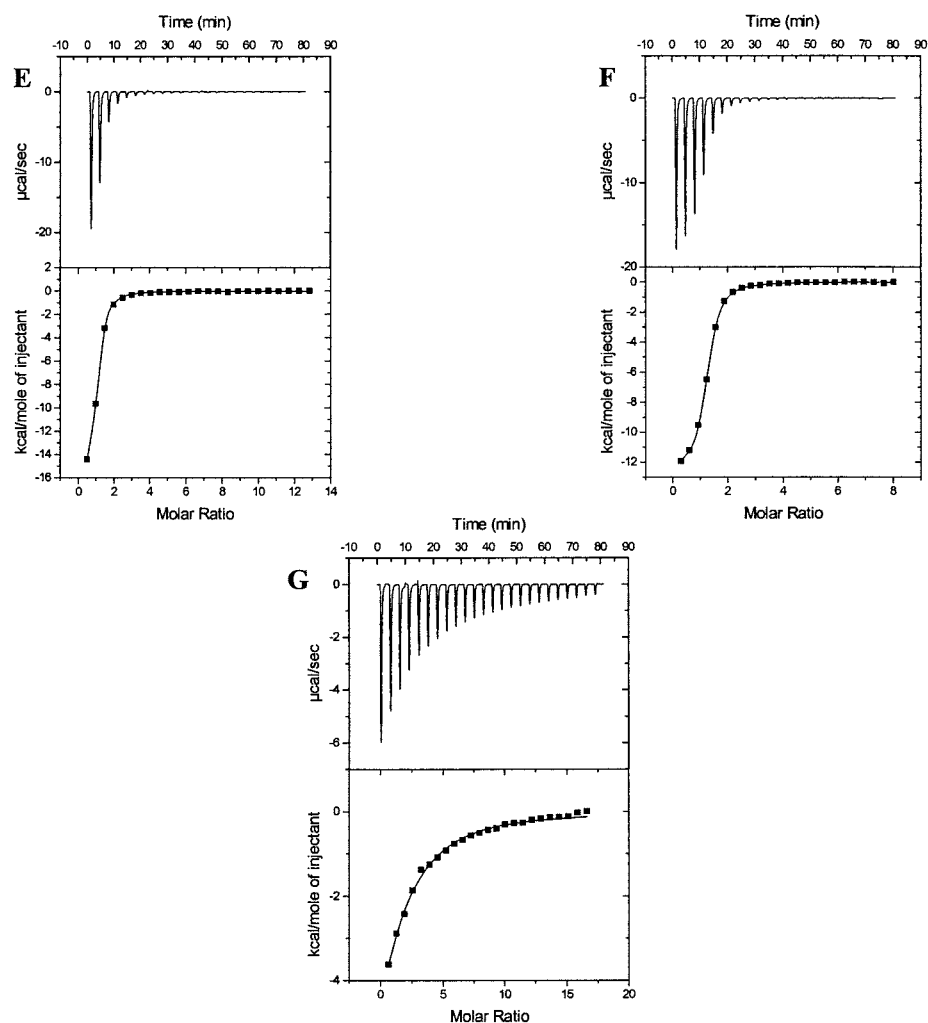 E
Time (min)
-10 0 10 20 30 40 50 60 70 80 90
0
-10
-20
µcal/sec
2
0
-2
-4
-6
-8
-10
-12
-14
-16
kcal/mole of injectant
0 2 4 6 8 10 12 14
Molar Ratio
F
Time (min)
-10 0 10 20 30 40 50 60 70 80 90
0
-10
-20
µcal/sec
0
-2
-4
-6
-8
-10
-12
kcal/mole of injectant
0 2 4 6 8
Molar Ratio
G
Time (min)
-10 0 10 20 30 40 50 60 70 80 90
0
-2
-4
-6
µcal/sec
0
-2
-4
kcal/mole of injectant
0 5 10 15 20
Molar Ratio